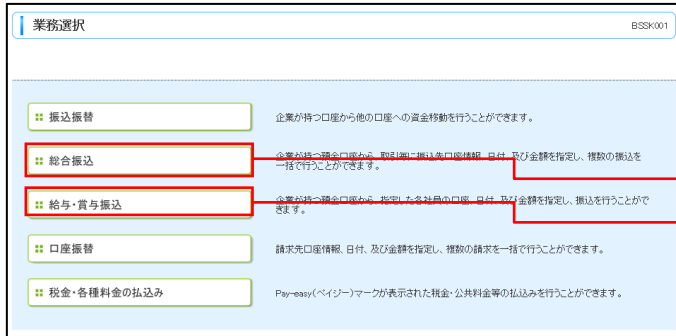 業務選択
BSSK001
振込振替
企業が持つ口座から他の口座への資金移動を行うことができます。
総合振込
企業が持つ預金口座から、取引毎に振込先口座情報、日付、及び金額を指定し、複数の振込を
一括で行うことができます。
給与・賞与振込
企業が持つ預金口座から、指定した各社員の口座、日付、及び金額を指定し、振込を行うことがで
きます。
口座振替
請求先口座情報、日付、及び金額を指定し、複数の請求を一括で行うことができます。
税金・各種料金の払込み
Pay-easy(ペイジー)マークが表示された税金・公共料金等の払込みを行うことができます。